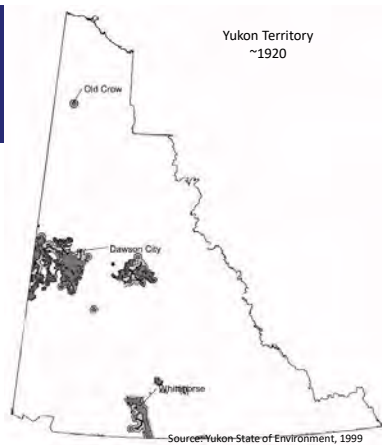 Yukon Territory
~1920
Old Crow
Dawson City
Whitehorse
Source: Yukon State of Environment, 1999